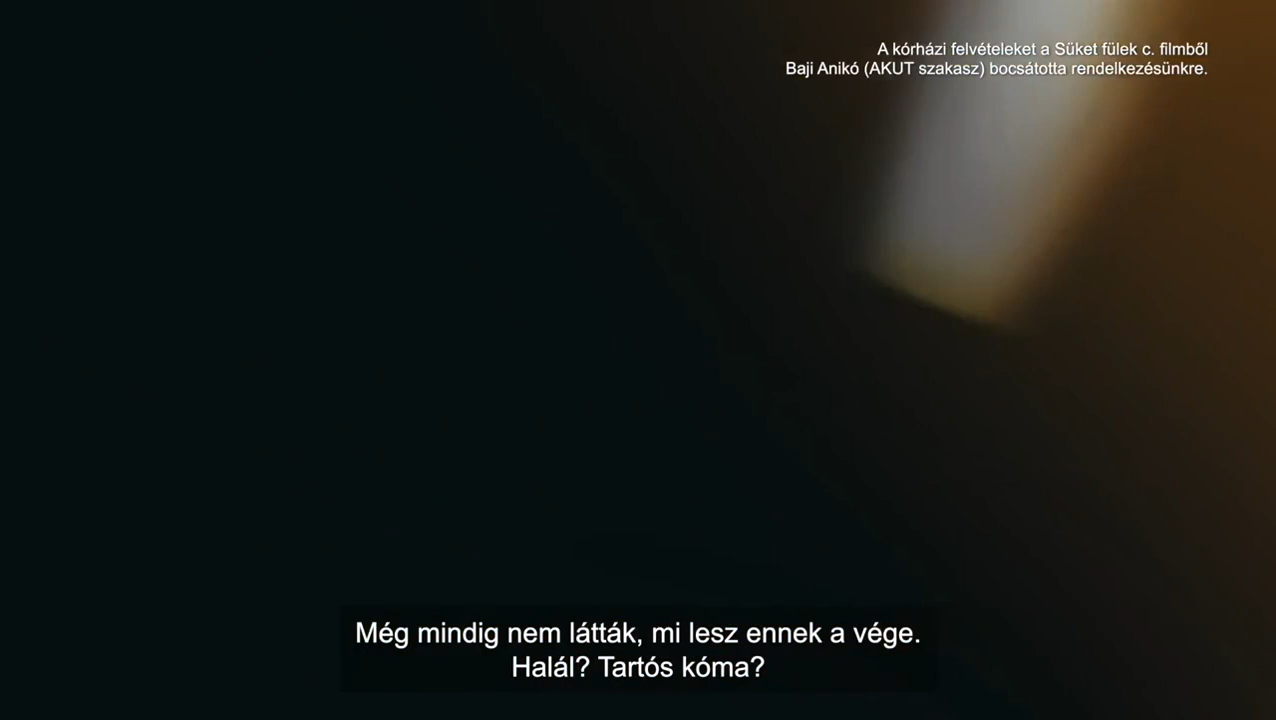 A kórházi felvételeket a Süket fülek c. filmből
Baji Anikó (AKUT szakasz) bocsátotta rendelkezésünkre.
Még mindig nem látták, mi lesz ennek a vége.
Halál? Tartós kóma?